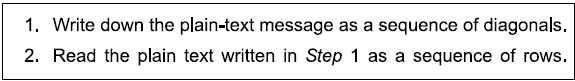 1. Write down the plain-text message as a sequence of diagonals.
2. Read the plain text written in Step 1 as a sequence of rows.